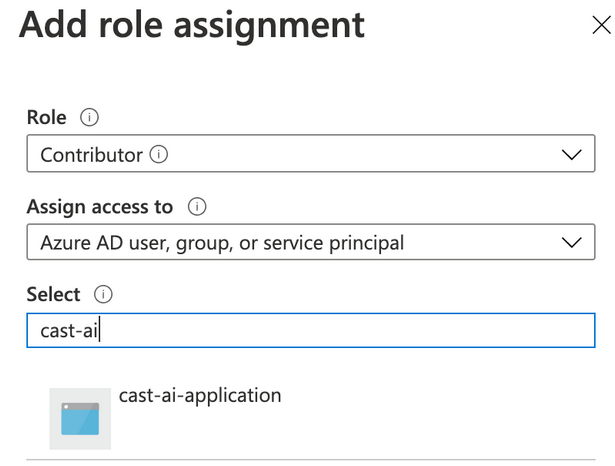 Add role assignment
Role
Contributor
Assign access to
Azure AD user, group, or service principal
Select
cast-ai
cast-ai-application